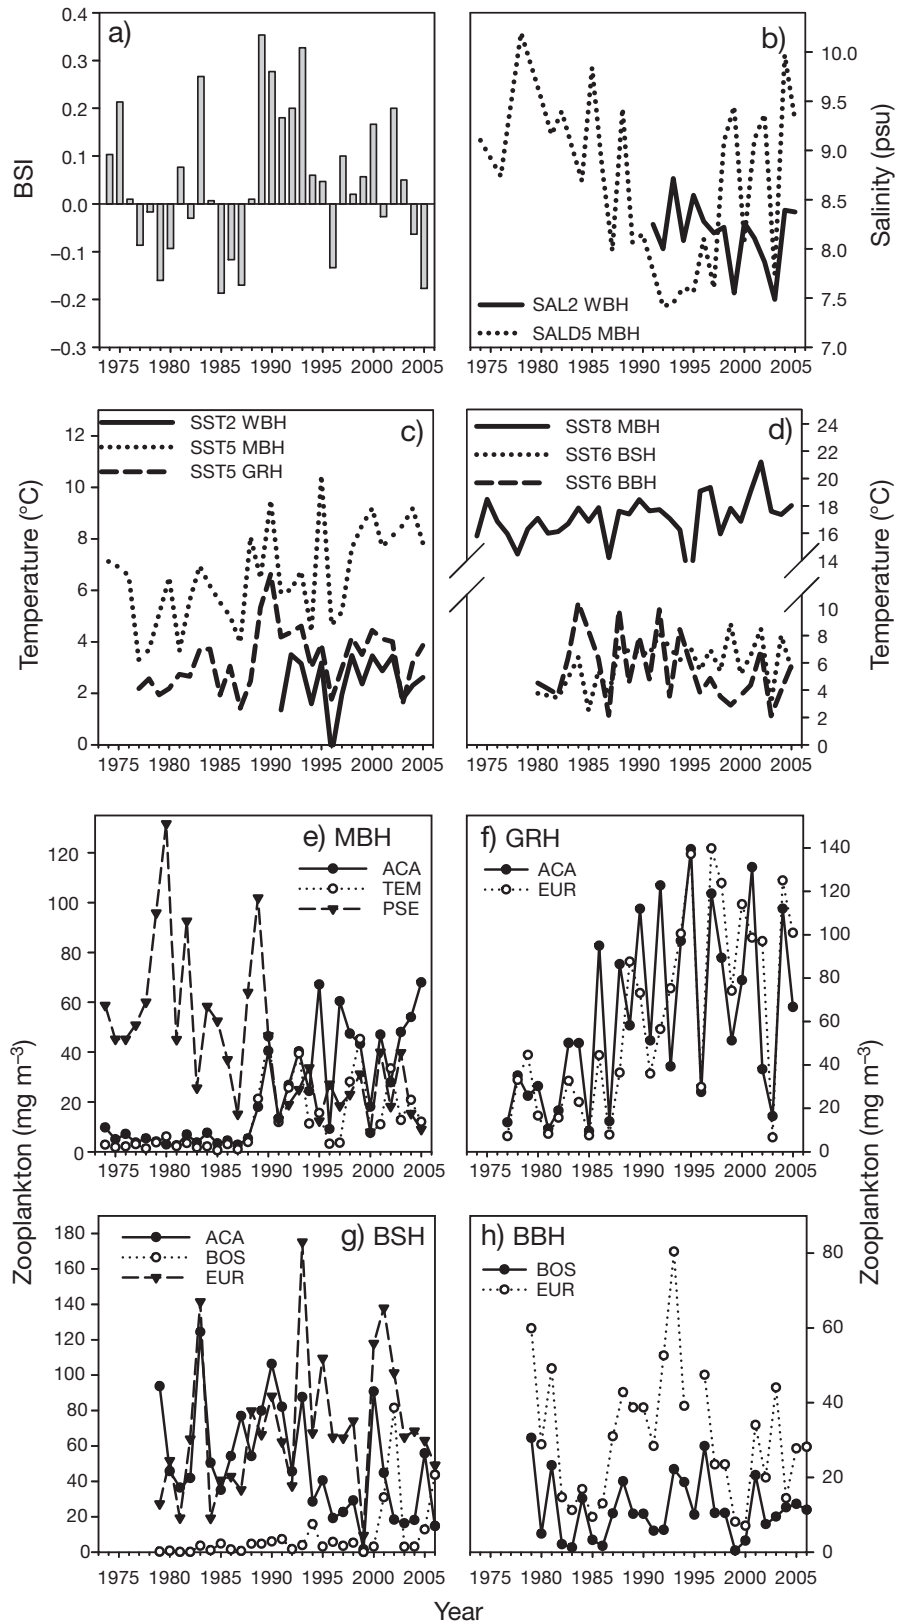 a)
BSI
0.4
0.3
0.2
0.1
0.0
–0.1
–0.2
–0.3
1975 1980 1985 1990 1995 2000 2005
b)
Salinity (psu)
10.0
9.5
9.0
8.5
8.0
7.5
7.0
SAL2 WBH
SALD5 MBH
1975 1980 1985 1990 1995 2000 2005
c)
Temperature (°C)
SST2 WBH
SST5 MBH
SST5 GRH
12
10
8
6
4
2
0
1975 1980 1985 1990 1995 2000 2005
d)
Temperature (°C)
SST8 MBH
SST6 BSH
SST6 BBH
24
22
20
18
16
14
10
8
6
4
2
0
1975 1980 1985 1990 1995 2000 2005
e) MBH
ACA
TEM
PSE
120
100
80
60
40
20
0
1975 1980 1985 1990 1995 2000 2005
Zooplankton (mg m–3)
f) GRH
ACA
EUR
140
120
100
80
60
40
20
0
1975 1980 1985 1990 1995 2000 2005
Zooplankton (mg m–3)
g) BSH
ACA
BOS
EUR
180
160
140
120
100
80
60
40
20
0
1975 1980 1985 1990 1995 2000 2005
h) BBH
BOS
EUR
80
60
40
20
0
1975 1980 1985 1990 1995 2000 2005
Year